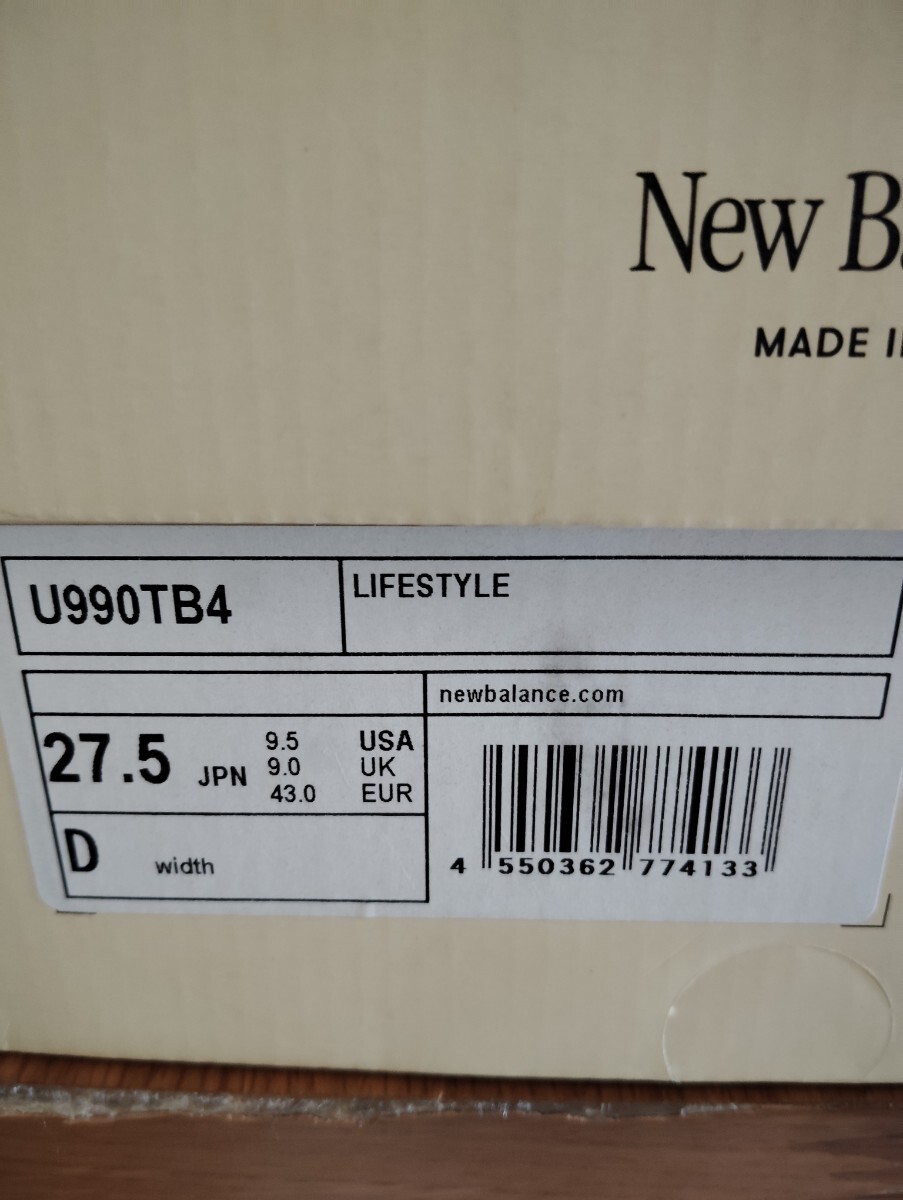 New B
MADE
U990TB4
LIFESTYLE
newbalance.com
27.5 JPN
9.5 USA
9.0 UK
43.0 EUR
D width
4 550362 774133